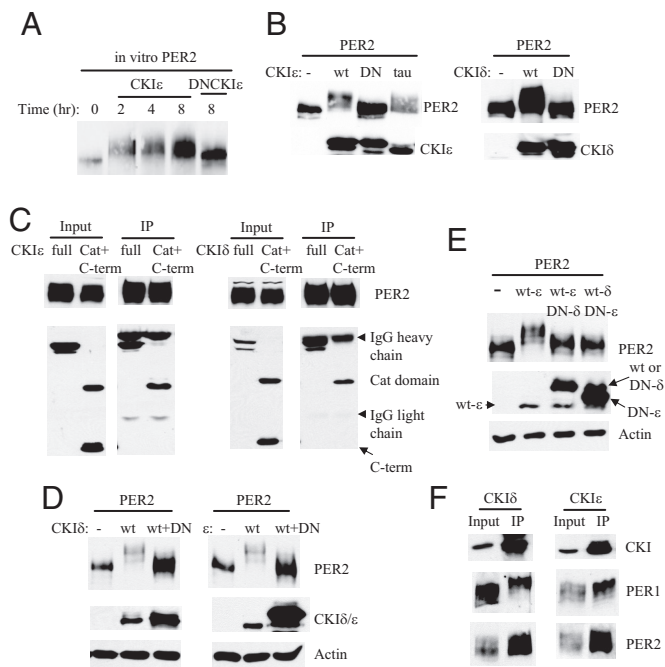 A
in vitro PER2
CKIε DNCKIε
Time (hr): 0 2 4 8 8
B
PER2
CKIε: - wt DN tau
PER2
CKIε
PER2
CKIδ: - wt DN
PER2
CKIδ
C
Input IP
CKIε full Cat+ full Cat+
C-term C-term
Input IP
CKIδ full Cat+ full Cat+
C-term C-term
PER2
IgG heavy
chain
Cat domain
IgG light
chain
C-term
D
PER2
CKIδ: - wt wt+DN
PER2
ε: - wt wt+DN
PER2
CKIδ/ε
Actin
E
PER2
- wt-ε wt-ε wt-δ
DN-δ DN-ε
PER2
wt or
DN-δ
wt-ε
DN-ε
Actin
F
CKIδ CKIε
Input IP Input IP
CKI
PER1
PER2